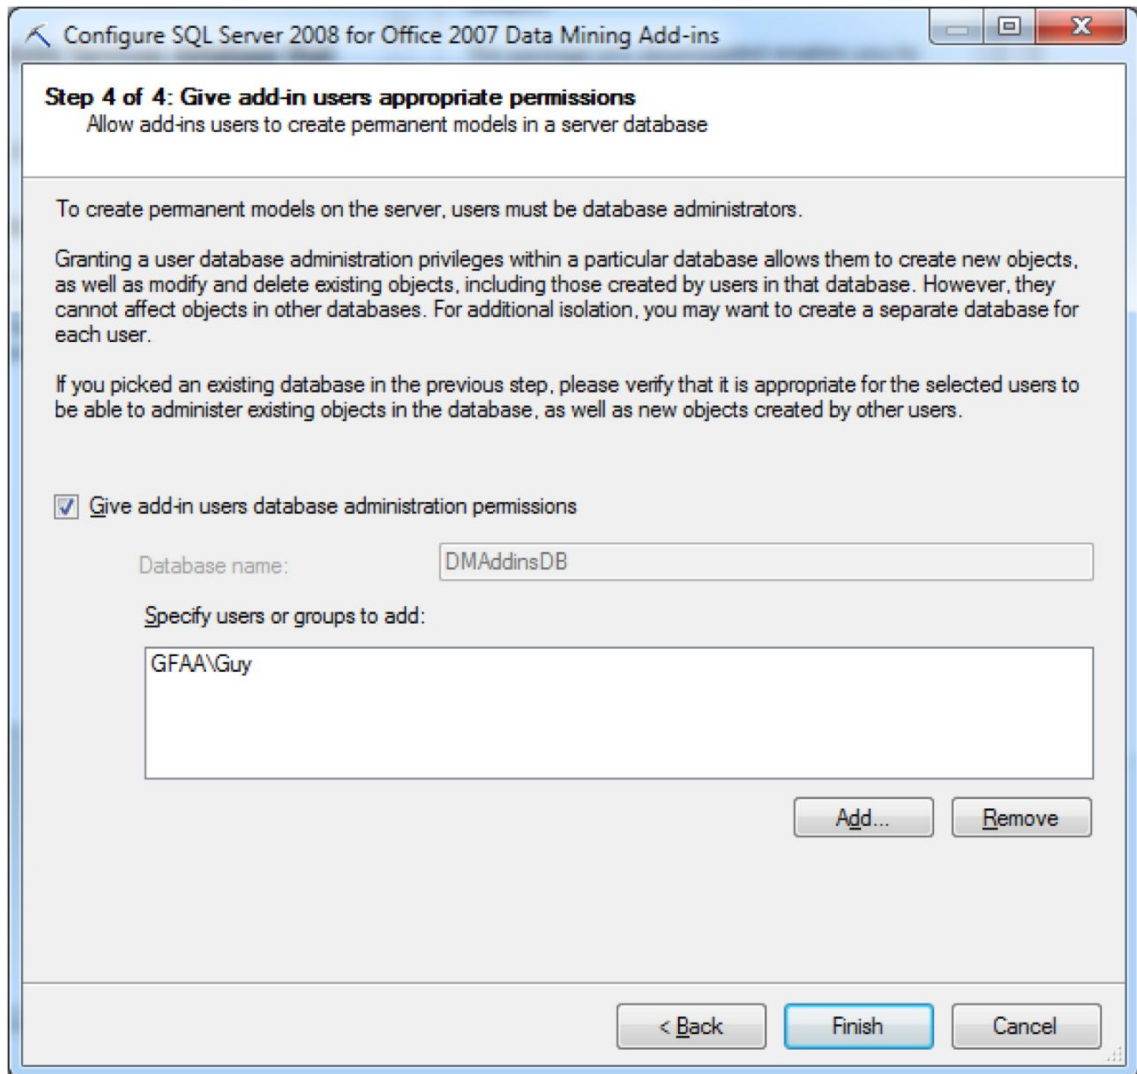 Configure SQL Server 2008 for Office 2007 Data Mining Add-ins
Step 4 of 4: Give add-in users appropriate permissions
Allow add-ins users to create permanent models in a server database
To create permanent models on the server, users must be database administrators.
Granting a user database administration privileges within a particular database allows them to create new objects,
as well as modify and delete existing objects, including those created by users in that database. However, they
cannot affect objects in other databases. For additional isolation, you may want to create a separate database for
each user.
If you picked an existing database in the previous step, please verify that it is appropriate for the selected users to
be able to administer existing objects in the database, as well as new objects created by other users.
Give add-in users database administration permissions
Database name: DMAddinsDB
Specify users or groups to add:
GFAA\Guy
Add... Remove
< Back Finish Cancel